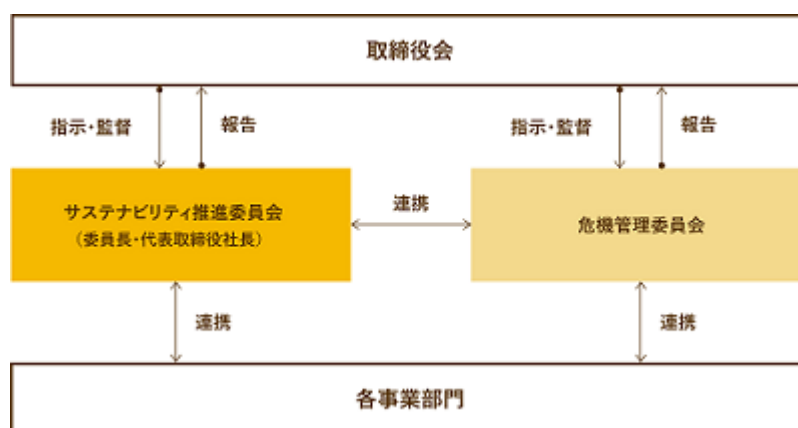 取締役会
指示・監督
報告
指示・監督
報告
サステナビリティ推進委員会
（委員長・代表取締役社長）
連携
危機管理委員会
連携
連携
各事業部門